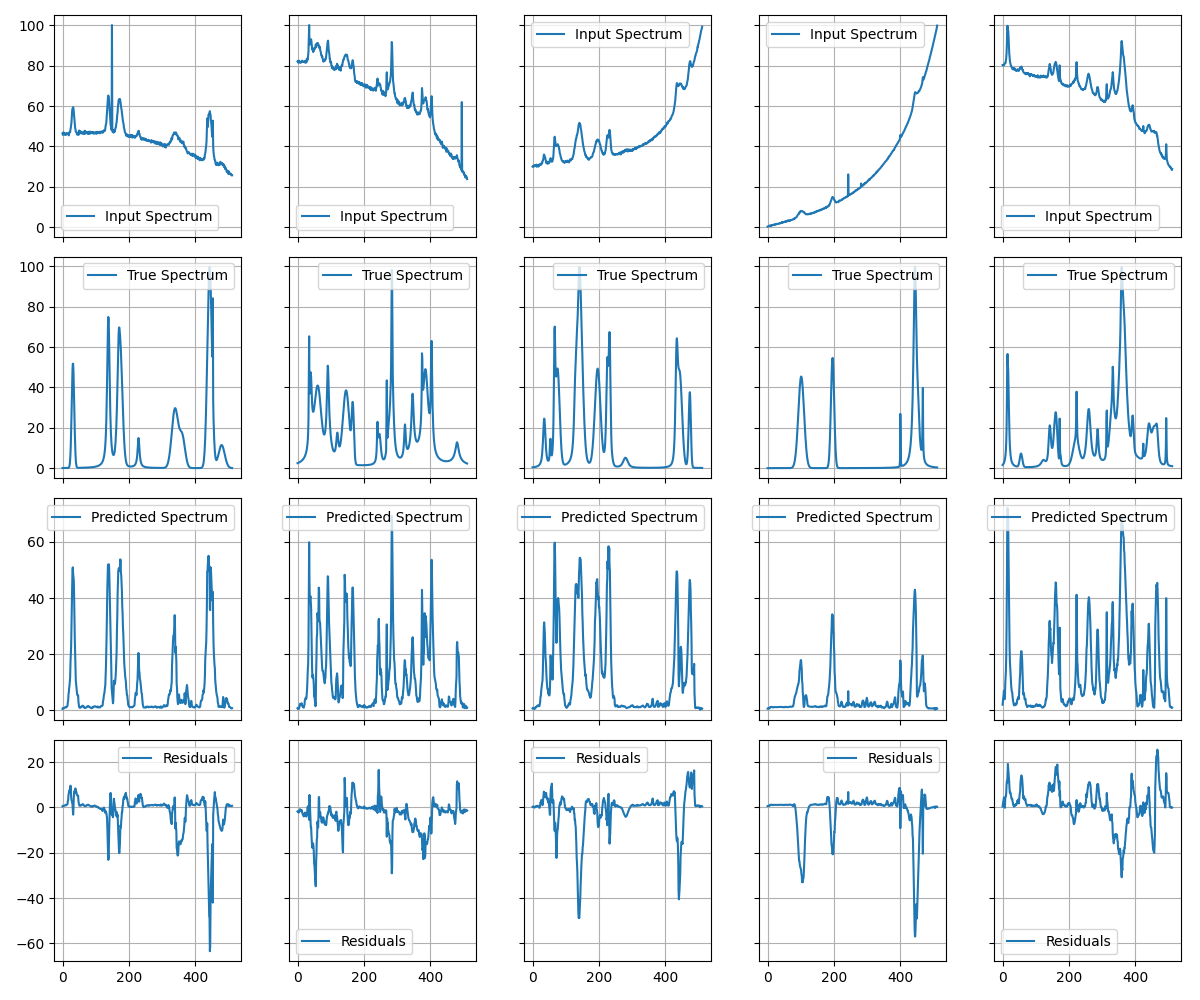 100
80
60
40
20
0
Input Spectrum
Input Spectrum
Input Spectrum
Input Spectrum
Input Spectrum
100
80
60
40
20
0
True Spectrum
True Spectrum
True Spectrum
True Spectrum
True Spectrum
60
40
20
0
Predicted Spectrum
Predicted Spectrum
Predicted Spectrum
Predicted Spectrum
Predicted Spectrum
20
0
−20
−40
−60
Residuals
Residuals
Residuals
Residuals
Residuals
0 200 400
0 200 400
0 200 400
0 200 400
0 200 400